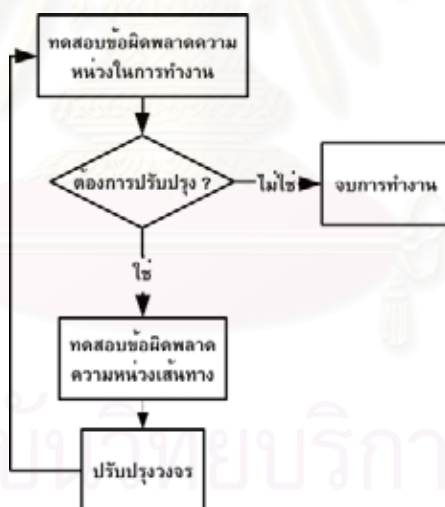 ทดสอบข้อผิดพลาดความ
หน่วงในการทำงาน
ต้องการปรับปรุง ?
ไม่ใช่
จบการทำงาน
ใช่
ทดสอบข้อผิดพลาด
ความหน่วงเส้นทาง
ปรับปรุงวงจร